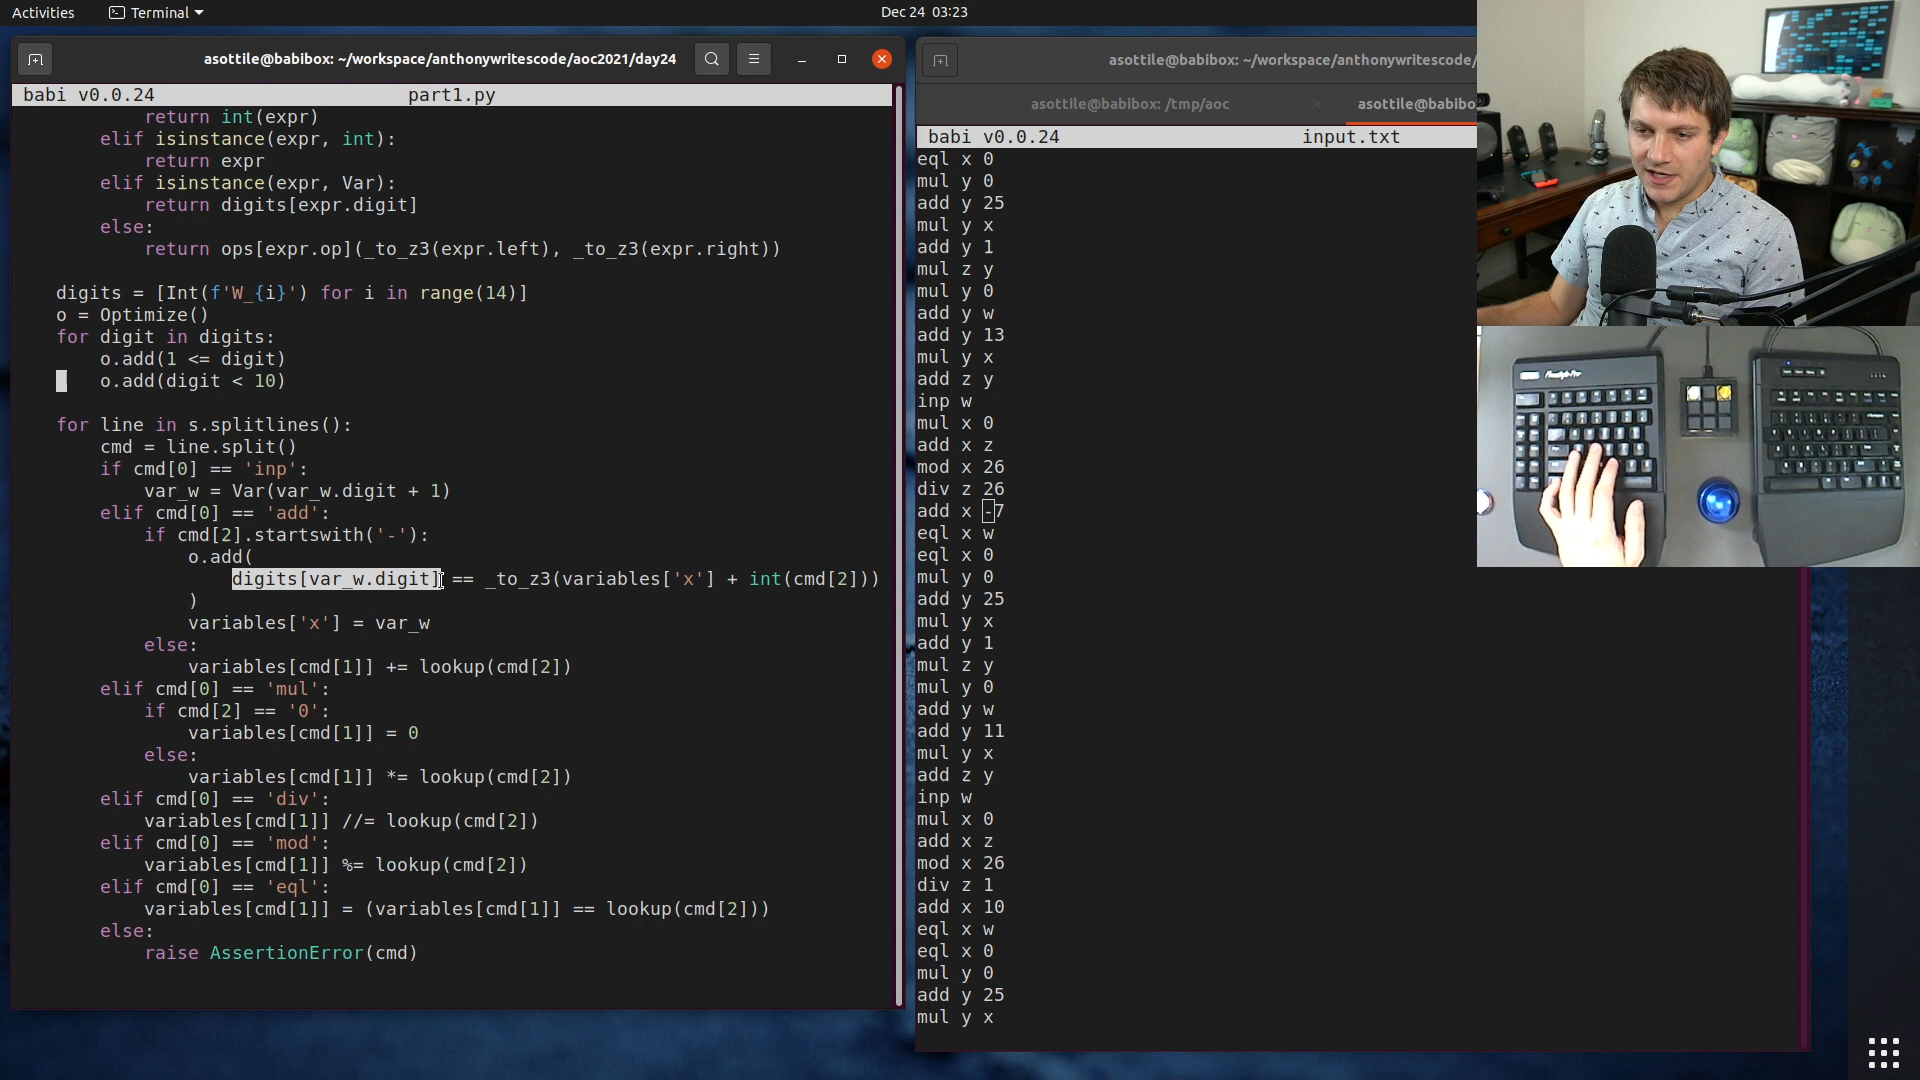 Activities
Terminal
Dec 24 03:23
asottile@babibox: ~/workspace/anthonywritescode/aoc2021/day24
babi v0.0.24 part1.py
return int(expr)
elif isinstance(expr, int):
return expr
elif isinstance(expr, Var):
return digits[expr.digit]
else:
return ops[expr.op](_to_z3(expr.left), _to_z3(expr.right))
digits = [Int(f'W_{i}') for i in range(14)]
o = Optimize()
for digit in digits:
o.add(1 <= digit)
o.add(digit < 10)
for line in s.splitlines():
cmd = line.split()
if cmd[0] == 'inp':
var_w = Var(var_w.digit + 1)
elif cmd[0] == 'add':
if cmd[2].startswith('-'):
o.add(
digits[var_w.digit] == _to_z3(variables['x'] + int(cmd[2]))
)
variables['x'] = var_w
else:
variables[cmd[1]] += lookup(cmd[2])
elif cmd[0] == 'mul':
if cmd[2] == '0':
variables[cmd[1]] = 0
else:
variables[cmd[1]] *= lookup(cmd[2])
elif cmd[0] == 'div':
variables[cmd[1]] //= lookup(cmd[2])
elif cmd[0] == 'mod':
variables[cmd[1]] %= lookup(cmd[2])
elif cmd[0] == 'eql':
variables[cmd[1]] = (variables[cmd[1]] == lookup(cmd[2]))
else:
raise AssertionError(cmd)
asottile@babibox: ~/workspace/anthonywritescode/
asottile@babibox: /tmp/aoc
asottile@babibo
babi v0.0.24 input.txt
eql x 0
mul y 0
add y 25
mul y x
add y 1
mul z y
mul y 0
add y w
add y 13
mul y x
add z y
inp w
mul x 0
add x z
mod x 26
div z 26
add x -7
eql x w
eql x 0
mul y 0
add y 25
mul y x
add y 1
mul z y
mul y 0
add y w
add y 11
mul y x
add z y
inp w
mul x 0
add x z
mod x 26
div z 1
add x 10
eql x w
eql x 0
mul y 0
add y 25
mul y x